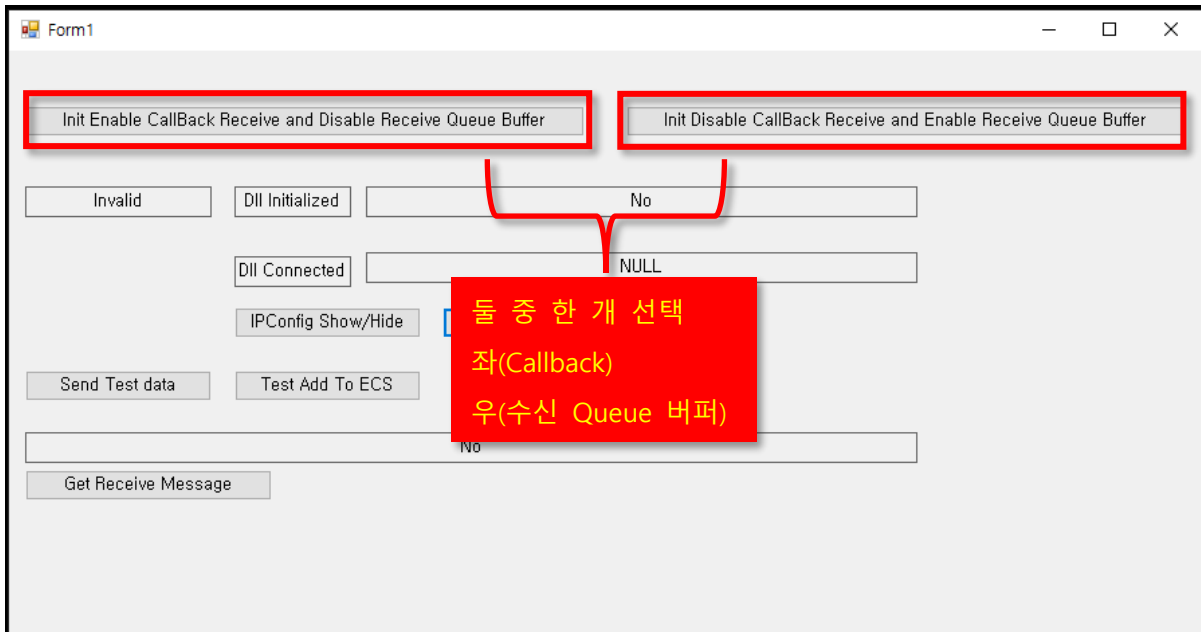 Form1
Init Enable CallBack Receive and Disable Receive Queue Buffer
Init Disable CallBack Receive and Enable Receive Queue Buffer
Invalid
Dll Initialized
No
Dll Connected
NULL
IPConfig Show/Hide
둘 중 한 개 선택
좌(Callback)
우(수신 Queue 버퍼)
Send Test data
Test Add To ECS
No
Get Receive Message